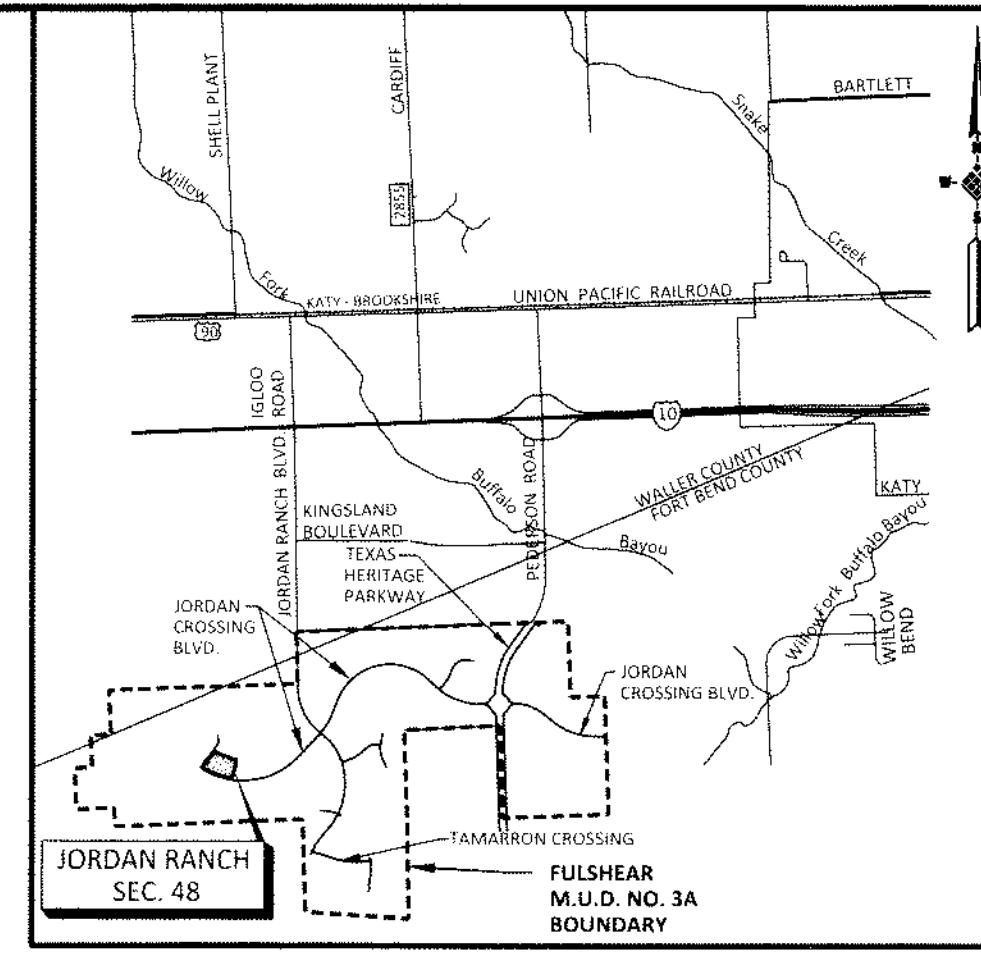 SHELL PLANT
CARDIFF
BARTLETT
Snake
Creek
Willow
Fork
2855
KATY - BROOKSHIRE
UNION PACIFIC RAILROAD
90
IGLOO
ROAD
JORDAN RANCH BLVD.
10
PEDERSON ROAD
WALLER COUNTY
FORT BEND COUNTY
KATY
Buffalo
Bayou
KINGSLAND
BOULEVARD
TEXAS
HERITAGE
PARKWAY
Willow Fork Buffalo Bayou
WILLOW
BEND
JORDAN
CROSSING
BLVD.
JORDAN
CROSSING BLVD.
TAMARRON CROSSING
JORDAN RANCH
SEC. 48
FULSHEAR
M.U.D. NO. 3A
BOUNDARY
N
W
S